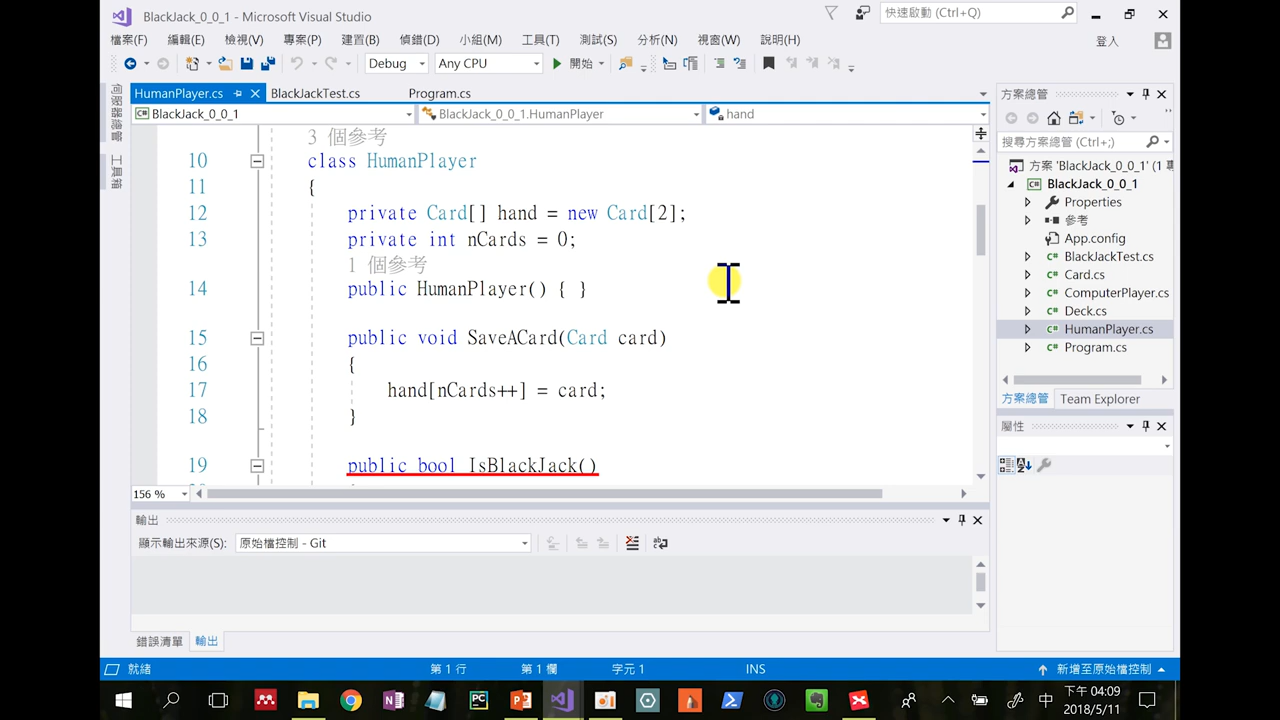 BlackJack_0_0_1 - Microsoft Visual Studio
快速啟動 (Ctrl+Q)
檔案(F) 編輯(E) 檢視(V) 專案(P) 建置(B) 偵錯(D) 小組(M) 工具(T) 測試(S) 分析(N) 視窗(W) 說明(H)
登入
Debug Any CPU 開始
伺服器總管
工具箱
HumanPlayer.cs BlackJackTest.cs Program.cs
BlackJack_0_0_1 BlackJack_0_0_1.HumanPlayer hand
3 個參考
10 class HumanPlayer
11 {
12 private Card[] hand = new Card[2];
13 private int nCards = 0;
1 個參考
14 public HumanPlayer() { }
15 public void SaveACard(Card card)
16 {
17 hand[nCards++] = card;
18 }
19 public bool IsBlackJack()
156 %
輸出
顯示輸出來源(S): 原始檔控制 - Git
錯誤清單 輸出
方案總管
搜尋方案總管 (Ctrl+;)
方案 'BlackJack_0_0_1' (1 專
BlackJack_0_0_1
Properties
參考
App.config
BlackJackTest.cs
Card.cs
ComputerPlayer.cs
Deck.cs
HumanPlayer.cs
Program.cs
方案總管 Team Explorer
屬性
就緒 第 1 行 第 1 欄 字元 1 INS 新增至原始檔控制
中 下午 04:09
2018/5/11